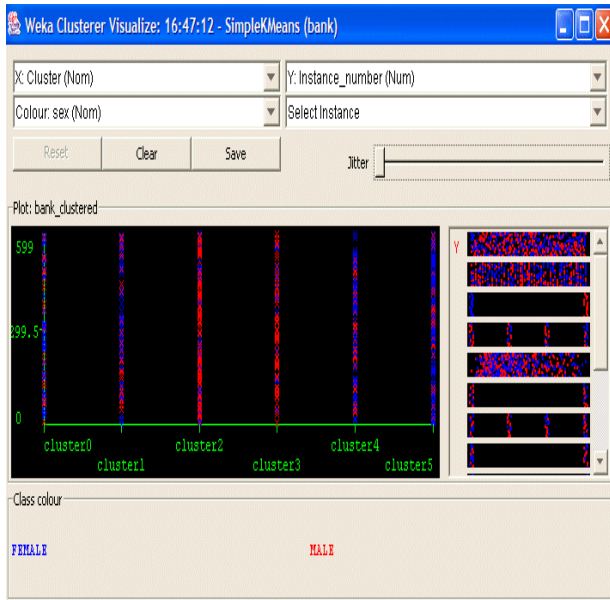 Weka Clusterer Visualize: 16:47:12 - SimpleKMeans (bank)
X: Cluster (Nom) Y: Instance_number (Num)
Colour: sex (Nom) Select Instance
Reset Clear Save Jitter
Plot: bank_clustered
599
299.5
0
Y
cluster0 cluster2 cluster4
cluster1 cluster3 cluster5
Class colour
FEMALE MALE